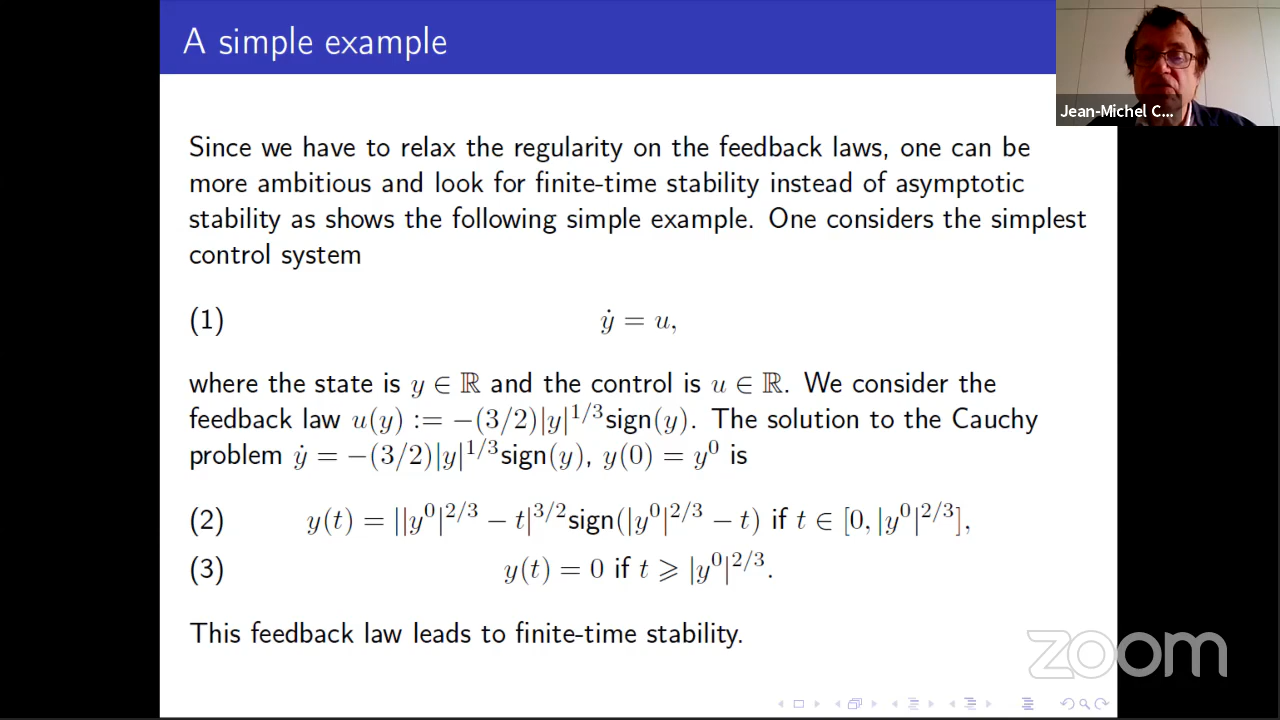 A simple example
Jean-Michel C...
Since we have to relax the regularity on the feedback laws, one can be
more ambitious and look for finite-time stability instead of asymptotic
stability as shows the following simple example. One considers the simplest
control system
(1) ẏ = u,
where the state is y ∈ ℝ and the control is u ∈ ℝ. We consider the
feedback law u(y) := −(3/2)|y|^{1/3}sign(y). The solution to the Cauchy
problem ẏ = −(3/2)|y|^{1/3}sign(y), y(0) = y^0 is
(2) y(t) = ||y^0|^{2/3} − t|^{3/2}sign(|y^0|^{2/3} − t) if t ∈ [0, |y^0|^{2/3}],
(3) y(t) = 0 if t ⩾ |y^0|^{2/3}.
This feedback law leads to finite-time stability.
zoom